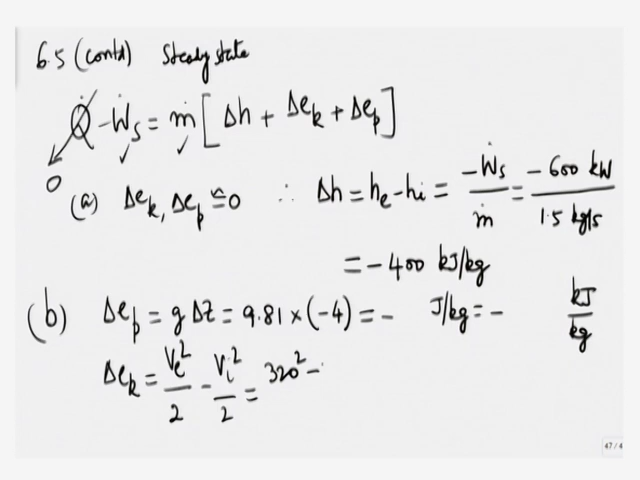 6.5 (contd) Steady state
Q̇ - Ẇs = ṁ [ Δh + Δek + Δep ]
0
(a) Δek, Δep ≅ 0 ∴ Δh = he - hi = -Ẇs / ṁ = -600 kW / 1.5 kg/s
= -400 kJ/kg
(b) Δep = g ΔZ = 9.81 × (-4) = - J/kg = - kJ/kg
Δek = Ve²/2 - Vi²/2 = 320² -
47 / 4